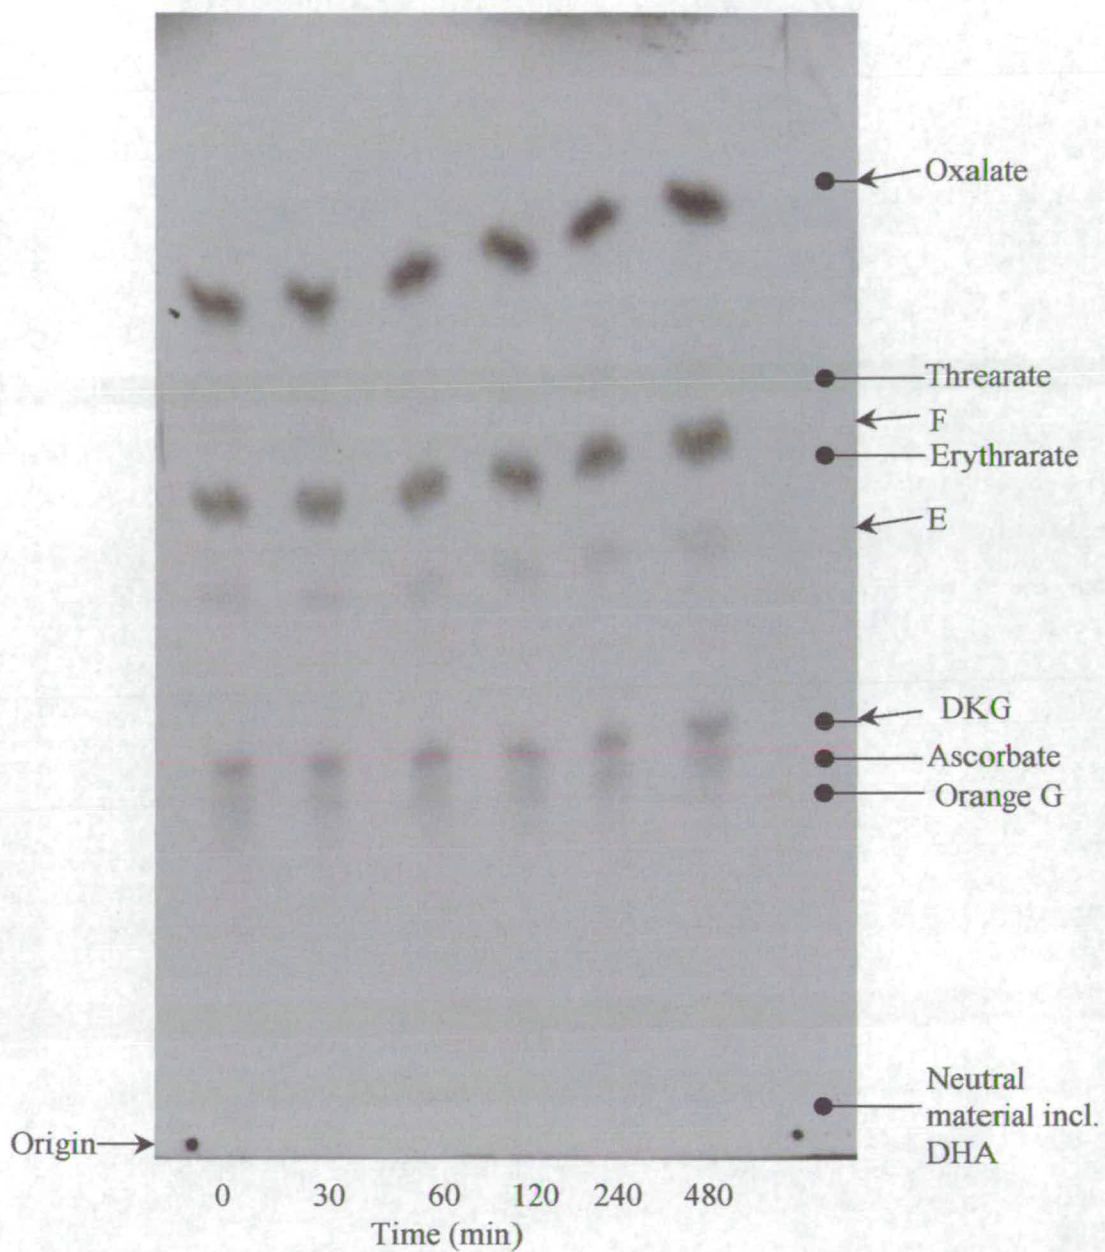 Oxalate
Threarate
F
Erythrarate
E
DKG
Ascorbate
Orange G
Neutral
material incl.
DHA
Origin
0 30 60 120 240 480
Time (min)